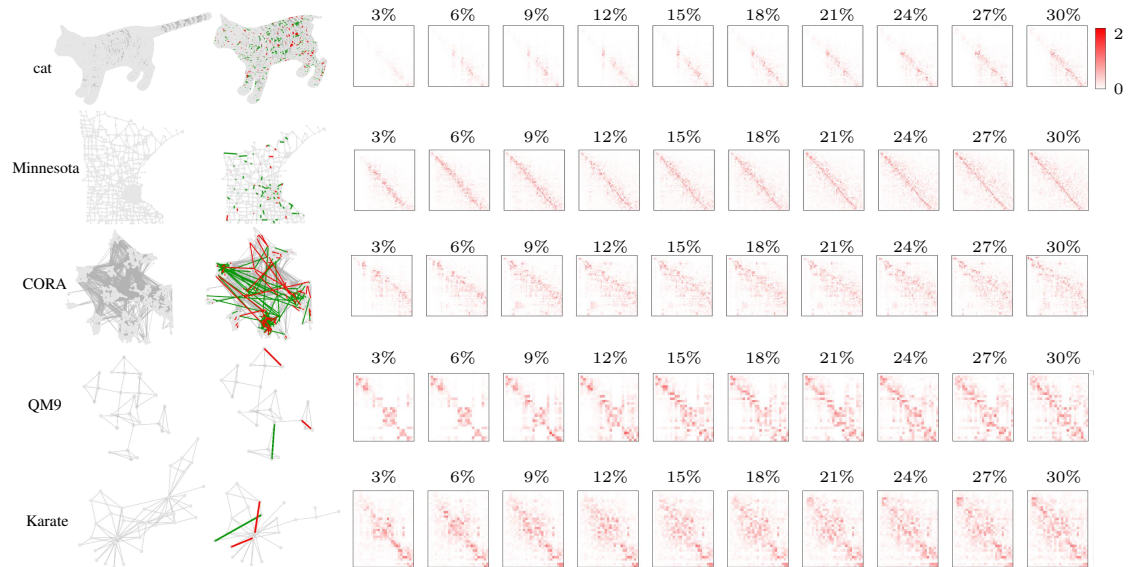 3% 6% 9% 12% 15% 18% 21% 24% 27% 30%
2
0
cat
3% 6% 9% 12% 15% 18% 21% 24% 27% 30%
Minnesota
3% 6% 9% 12% 15% 18% 21% 24% 27% 30%
CORA
3% 6% 9% 12% 15% 18% 21% 24% 27% 30%
QM9
3% 6% 9% 12% 15% 18% 21% 24% 27% 30%
Karate